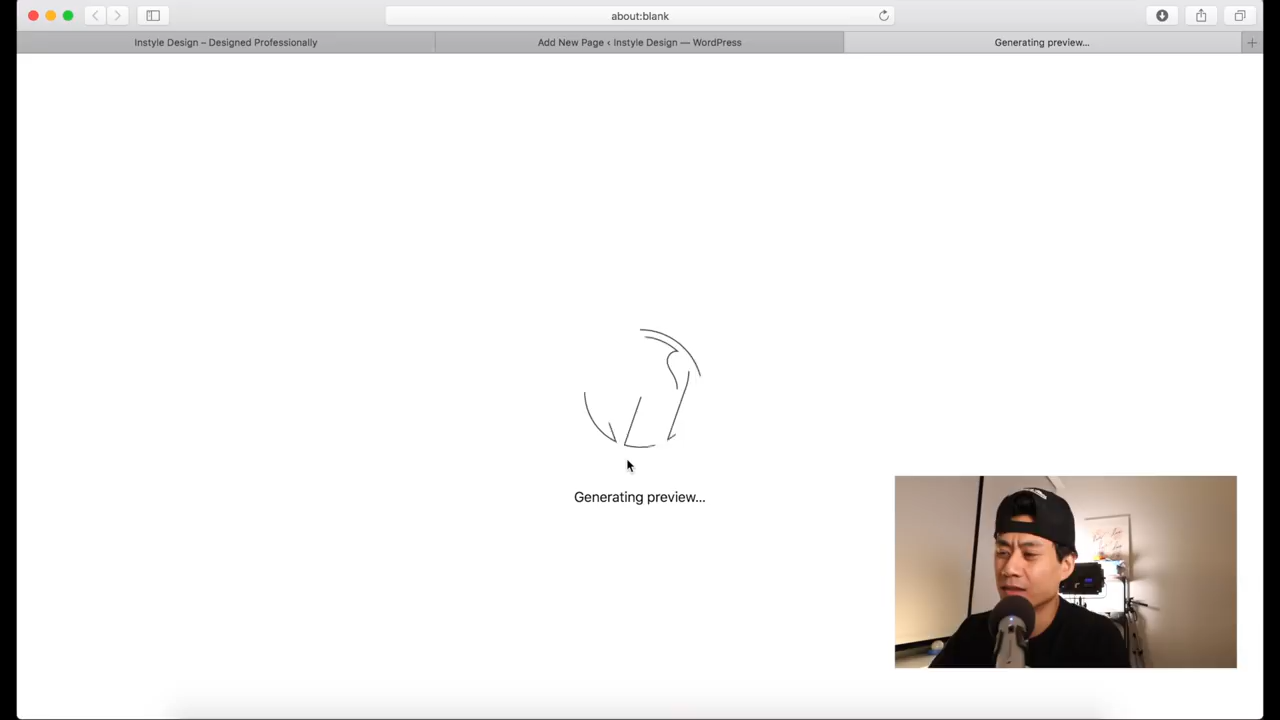 about:blank
Instyle Design – Designed Professionally
Add New Page ‹ Instyle Design — WordPress
Generating preview...
Generating preview...